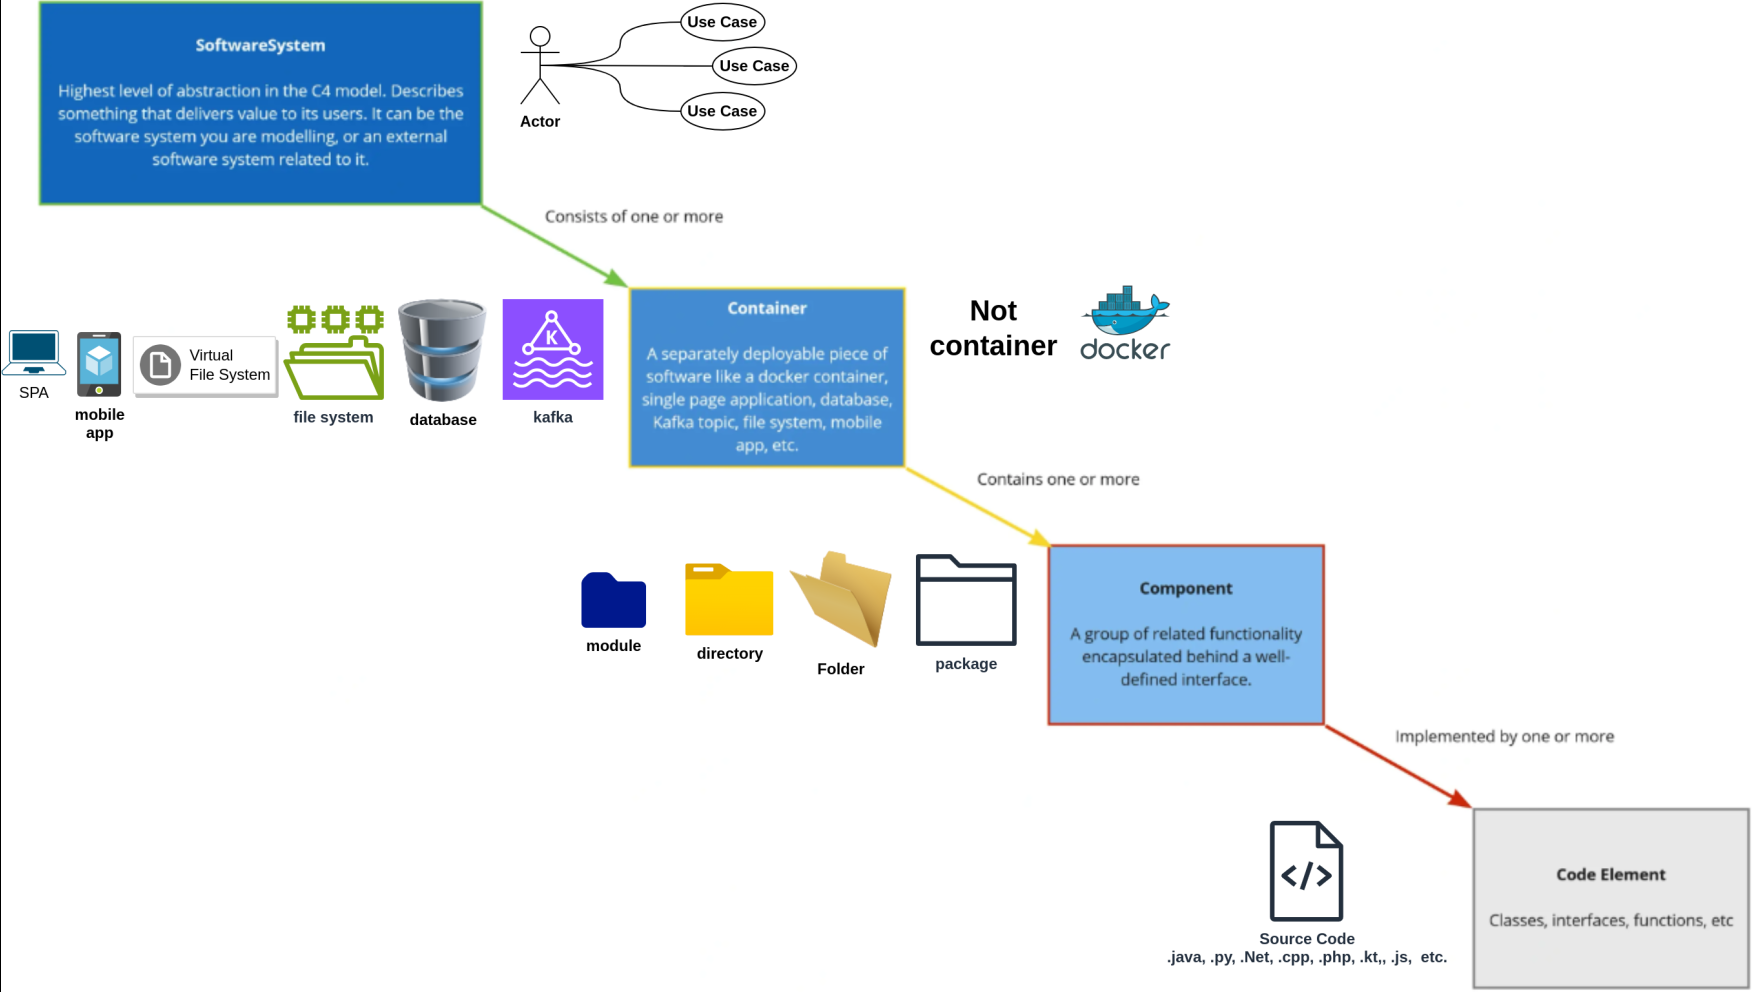 SoftwareSystem
Highest level of abstraction in the C4 model. Describes
something that delivers value to its users. It can be the
software system you are modelling, or an external
software system related to it.
Use Case
Use Case
Use Case
Actor
Consists of one or more
SPA
mobile
app
Virtual
File System
file system
database
K
kafka
Container
A separately deployable piece of
software like a docker container,
single page application, database,
Kafka topic, file system, mobile
app, etc.
Not
container
docker
Contains one or more
module
directory
Folder
package
Component
A group of related functionality
encapsulated behind a well-
defined interface.
Implemented by one or more
</>
Source Code
.java, .py, .Net, .cpp, .php, .kt,, .js, etc.
Code Element
Classes, interfaces, functions, etc